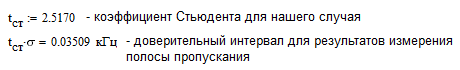 t_ст := 2.5170 - коэффициент Стьюдента для нашего случая
t_ст·σ = 0.03509 кГц - доверительный интервал для результатов измерения
полосы пропускания